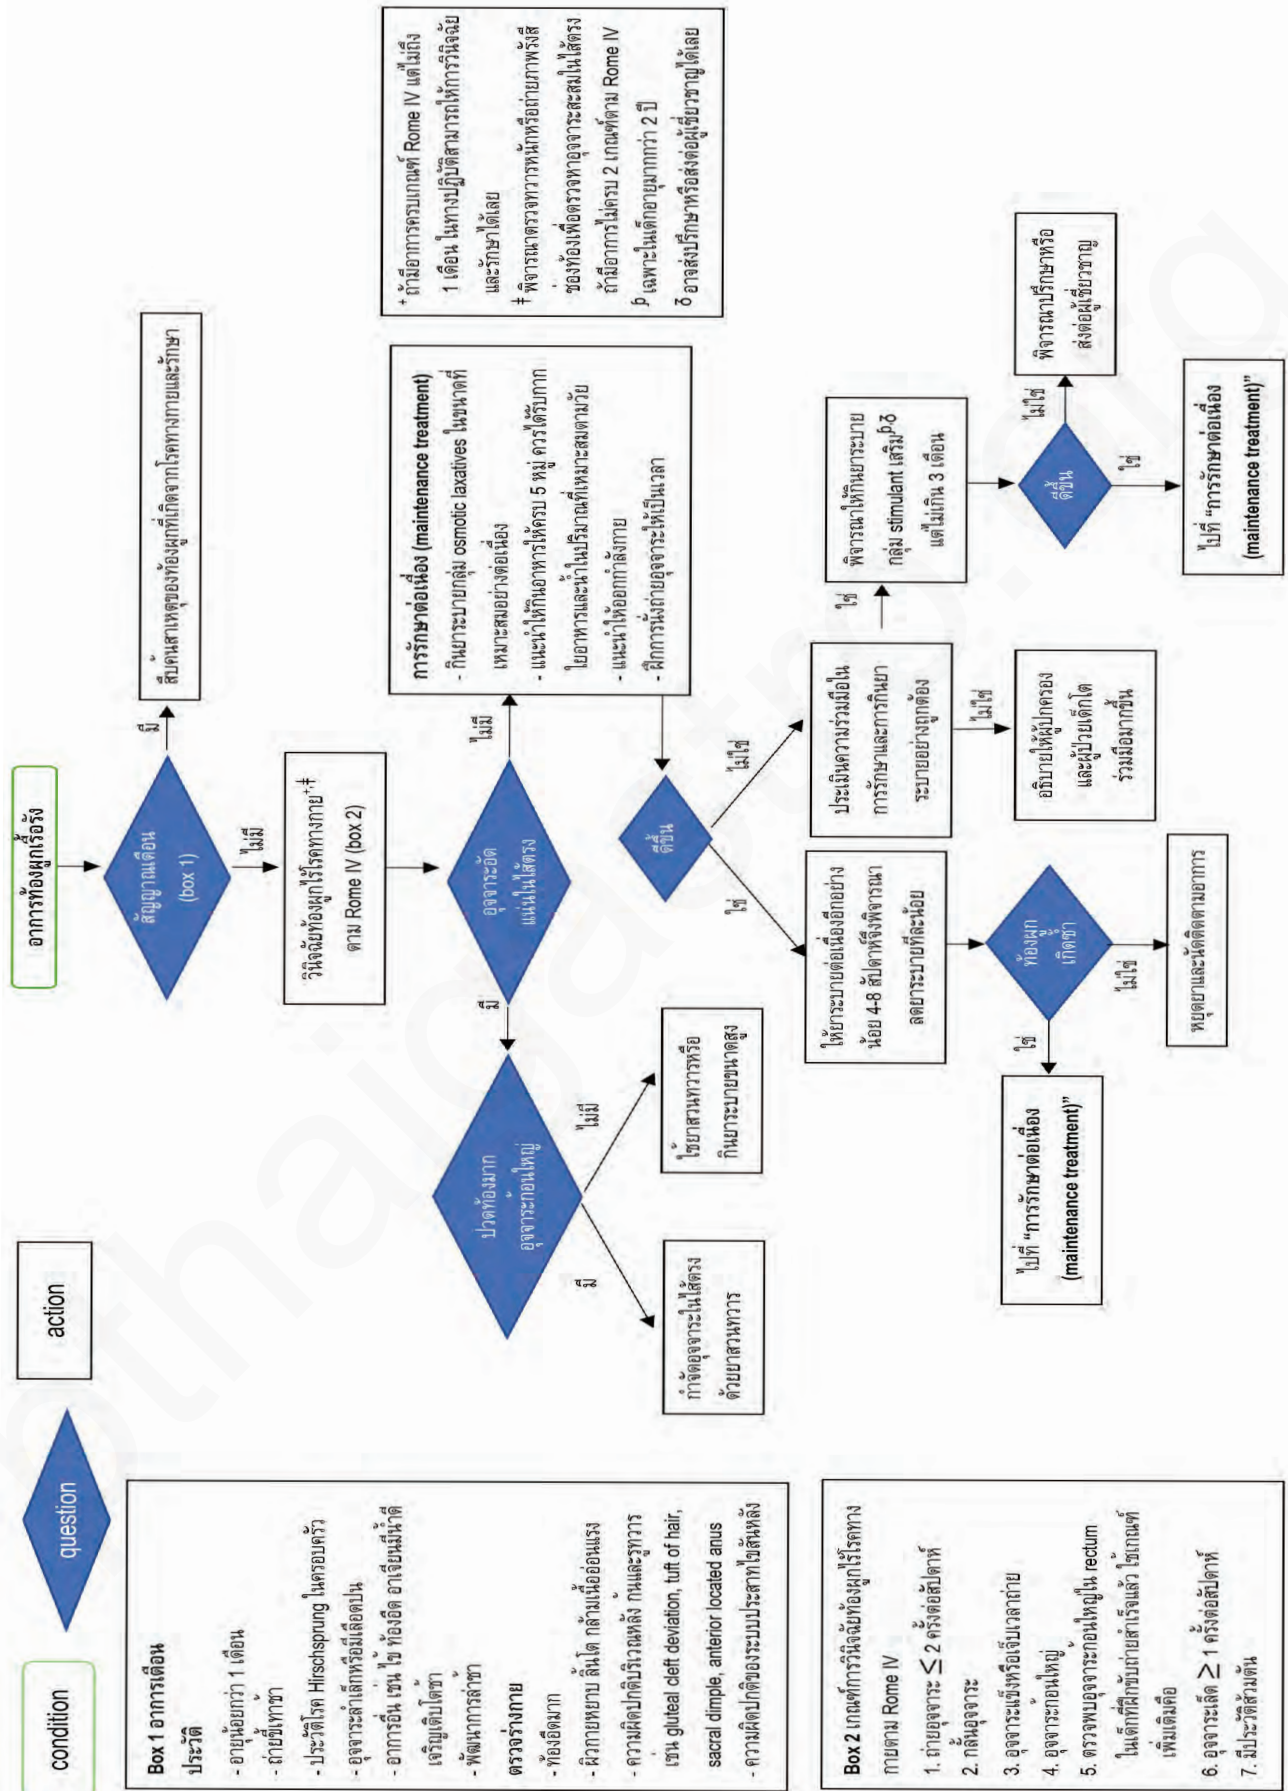 condition
question
action
Box 1 อาการเตือน
ประวัติ
- อายุน้อยกว่า 1 เดือน
- ถ่ายขี้เทาช้า
- ประวัติโรค Hirschsprung ในครอบครัว
- อุจจาระลำเล็กหรือมีเลือดปน
- อาการอื่น เช่น ไข้ ท้องอืด อาเจียนมีน้ำดี
เจริญเติบโตช้า
- พัฒนาการล่าช้า
ตรวจร่างกาย
- ท้องอืดมาก
- ผิวกายหยาบ ลิ้นโต กล้ามเนื้ออ่อนแรง
- ความผิดปกติบริเวณหลัง ก้นและรูทวาร
เช่น gluteal cleft deviation, tuft of hair,
sacral dimple, anterior located anus
- ความผิดปกติของระบบประสาทไขสันหลัง
Box 2 เกณฑ์การวินิจฉัยท้องผูกไร้โรคทาง
กายตาม Rome IV
1. ถ่ายอุจจาระ ≤ 2 ครั้งต่อสัปดาห์
2. กลั้นอุจจาระ
3. อุจจาระแข็งหรือเจ็บเวลาถ่าย
4. อุจจาระก้อนใหญ่
5. ตรวจพบอุจจาระก้อนใหญ่ใน rectum
ในเด็กที่ฝึกขับถ่ายสำเร็จแล้ว ใช้เกณฑ์
เพิ่มเติมคือ
6. อุจจาระเล็ด ≥ 1 ครั้งต่อสัปดาห์
7. มีประวัติส้วมตัน
อาการท้องผูกเรื้อรัง
สัญญาณเตือน
(box 1)
มี
สืบค้นสาเหตุของท้องผูกที่เกิดจากโรคทางกายและรักษา
ไม่มี
วินิจฉัยท้องผูกไร้โรคทางกาย⁺,ǂ
ตาม Rome IV (box 2)
อุจจาระอัด
แน่นในไส้ตรง
มี
ไม่มี
ปวดท้องมาก
อุจจาระก้อนใหญ่
มี
ไม่มี
กำจัดอุจจาระในไส้ตรง
ด้วยยาสวนทวาร
ใช้ยาสวนทวารหรือ
กินยาระบายขนาดสูง
การรักษาต่อเนื่อง (maintenance treatment)
- กินยาระบายกลุ่ม osmotic laxatives ในขนาดที่
เหมาะสมอย่างต่อเนื่อง
- แนะนำให้กินอาหารให้ครบ 5 หมู่ ควรได้รับกาก
ใยอาหารและน้ำในปริมาณที่เหมาะสมตามวัย
- แนะนำให้ออกกำลังกาย
- ฝึกการนั่งถ่ายอุจจาระให้เป็นเวลา
+ ถ้ามีอาการครบเกณฑ์ Rome IV แต่ไม่ถึง
1 เดือน ในทางปฏิบัติสามารถให้การวินิจฉัย
และรักษาได้เลย
ǂ พิจารณาตรวจทวารหนักหรือถ่ายภาพรังสี
ช่องท้องเพื่อตรวจหาอุจจาระสะสมในไส้ตรง
ถ้ามีอาการไม่ครบ 2 เกณฑ์ตาม Rome IV
ϸ เฉพาะในเด็กอายุมากกว่า 2 ปี
δ อาจส่งปรึกษาหรือส่งต่อผู้เชี่ยวชาญได้เลย
ดีขึ้น
ใช่
ไม่ใช่
ให้ยาระบายต่อเนื่องอีกอย่าง
น้อย 4-8 สัปดาห์จึงพิจารณา
ลดยาระบายทีละน้อย
ประเมินความร่วมมือใน
การรักษาและการกินยา
ระบายอย่างถูกต้อง
ใช่
พิจารณาให้กินยาระบาย
กลุ่ม stimulant เสริมϸ,δ
แต่ไม่เกิน 3 เดือน
ไม่ใช่
อธิบายให้ผู้ปกครอง
และผู้ป่วยเด็กโต
ร่วมมือมากขึ้น
ท้องผูก
เกิดซ้ำ
ใช่
ไปที่ “การรักษาต่อเนื่อง
(maintenance treatment)”
ไม่ใช่
หยุดยาและนัดติดตามอาการ
ดีขึ้น
ไม่ใช่
พิจารณาปรึกษาหรือ
ส่งต่อผู้เชี่ยวชาญ
ใช่
ไปที่ “การรักษาต่อเนื่อง
(maintenance treatment)”